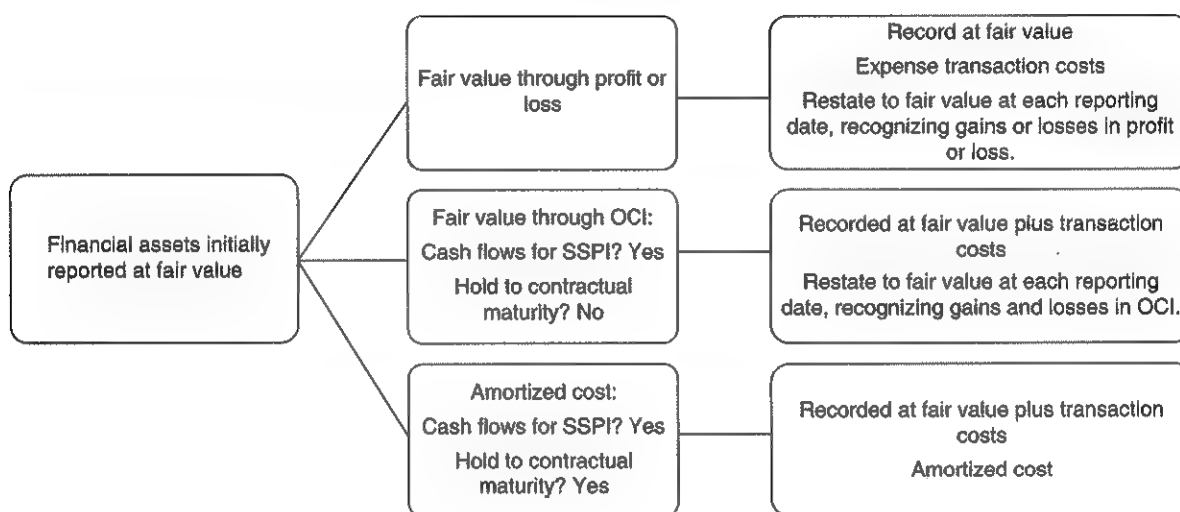 Financial assets initially
reported at fair value
Fair value through profit or
loss
Record at fair value
Expense transaction costs
Restate to fair value at each reporting
date, recognizing gains or losses in profit
or loss.
Fair value through OCI:
Cash flows for SSPI? Yes
Hold to contractual
maturity? No
Recorded at fair value plus transaction
costs
Restate to fair value at each reporting
date, recognizing gains and losses in OCI.
Amortized cost:
Cash flows for SSPI? Yes
Hold to contractual
maturity? Yes
Recorded at fair value plus transaction
costs
Amortized cost